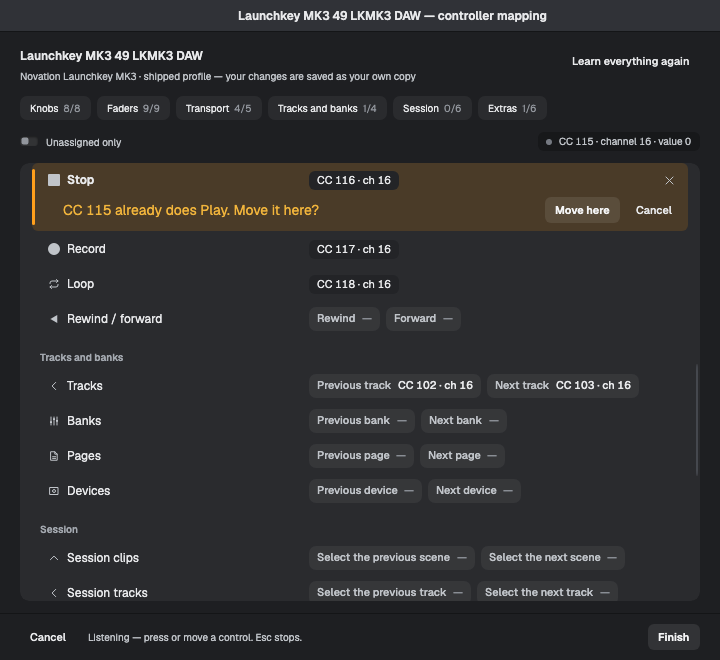 Launchkey MK3 49 LKMK3 DAW — controller mapping
Launchkey MK3 49 LKMK3 DAW
Novation Launchkey MK3 · shipped profile — your changes are saved as your own copy
Learn everything again
Knobs 8/8 Faders 9/9 Transport 4/5 Tracks and banks 1/4 Session 0/6 Extras 1/6
Unassigned only
CC 115 · channel 16 · value 0
Stop CC 116 · ch 16
CC 115 already does Play. Move it here? Move here Cancel
Record CC 117 · ch 16
Loop CC 118 · ch 16
Rewind / forward Rewind — Forward —
Tracks and banks
Tracks Previous track CC 102 · ch 16 Next track CC 103 · ch 16
Banks Previous bank — Next bank —
Pages Previous page — Next page —
Devices Previous device — Next device —
Session
Session clips Select the previous scene — Select the next scene —
Session tracks Select the previous track — Select the next track —
Cancel Listening — press or move a control. Esc stops. Finish